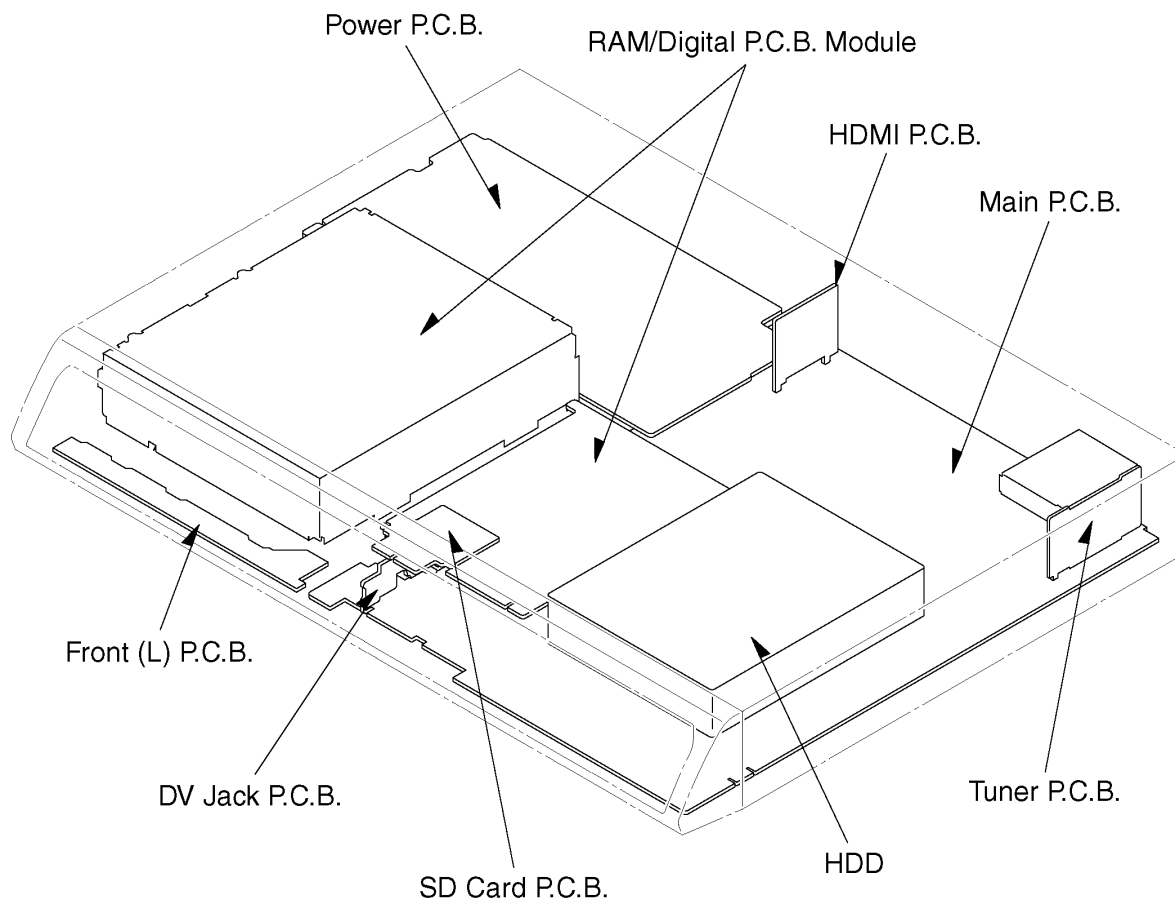 Power P.C.B.
RAM/Digital P.C.B. Module
HDMI P.C.B.
Main P.C.B.
Front (L) P.C.B.
DV Jack P.C.B.
Tuner P.C.B.
HDD
SD Card P.C.B.